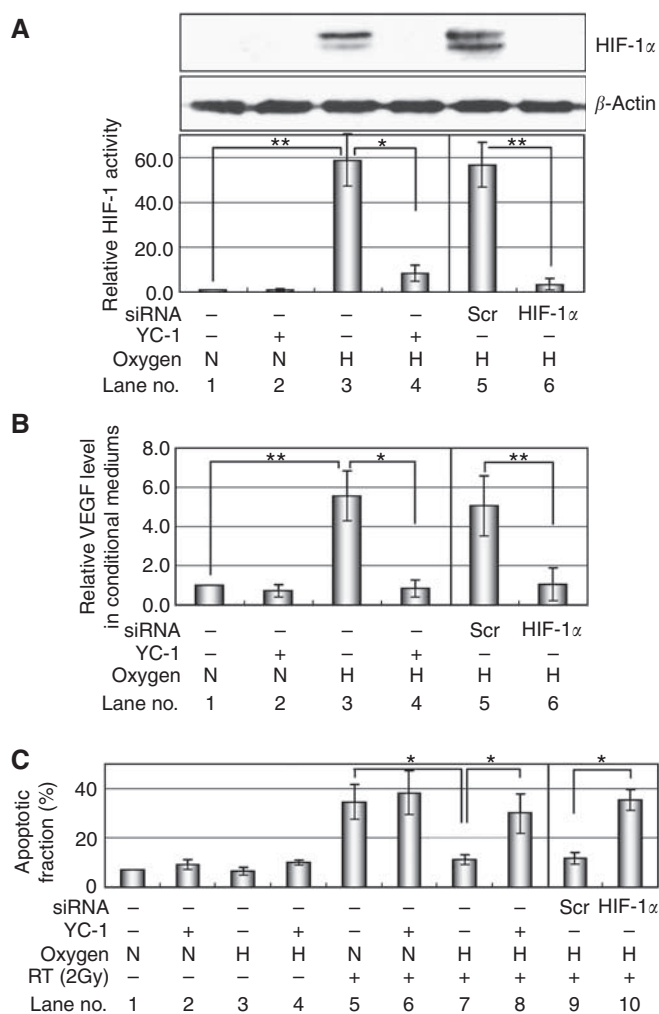 A
HIF-1α
β-Actin
Relative HIF-1 activity
60.0
40.0
20.0
0.0
** * **
siRNA – – – – Scr HIF-1α
YC-1 – + – + – –
Oxygen N N H H H H
Lane no. 1 2 3 4 5 6
B
Relative VEGF level
in conditional mediums
8.0
6.0
4.0
2.0
0.0
** * **
siRNA – – – – Scr HIF-1α
YC-1 – + – + – –
Oxygen N N H H H H
Lane no. 1 2 3 4 5 6
C
Apoptotic
fraction (%)
40
20
0
* * *
siRNA – – – – – – – – Scr HIF-1α
YC-1 – + – + – + – + – –
Oxygen N N H H N N H H H H
RT (2Gy) – – – – + + + + + +
Lane no. 1 2 3 4 5 6 7 8 9 10